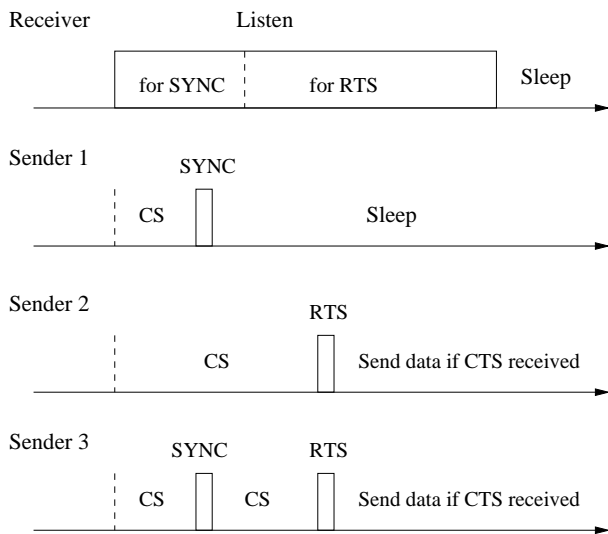 Receiver Listen
for SYNC for RTS Sleep
Sender 1
SYNC
CS Sleep
Sender 2
RTS
CS Send data if CTS received
Sender 3
SYNC RTS
CS CS Send data if CTS received